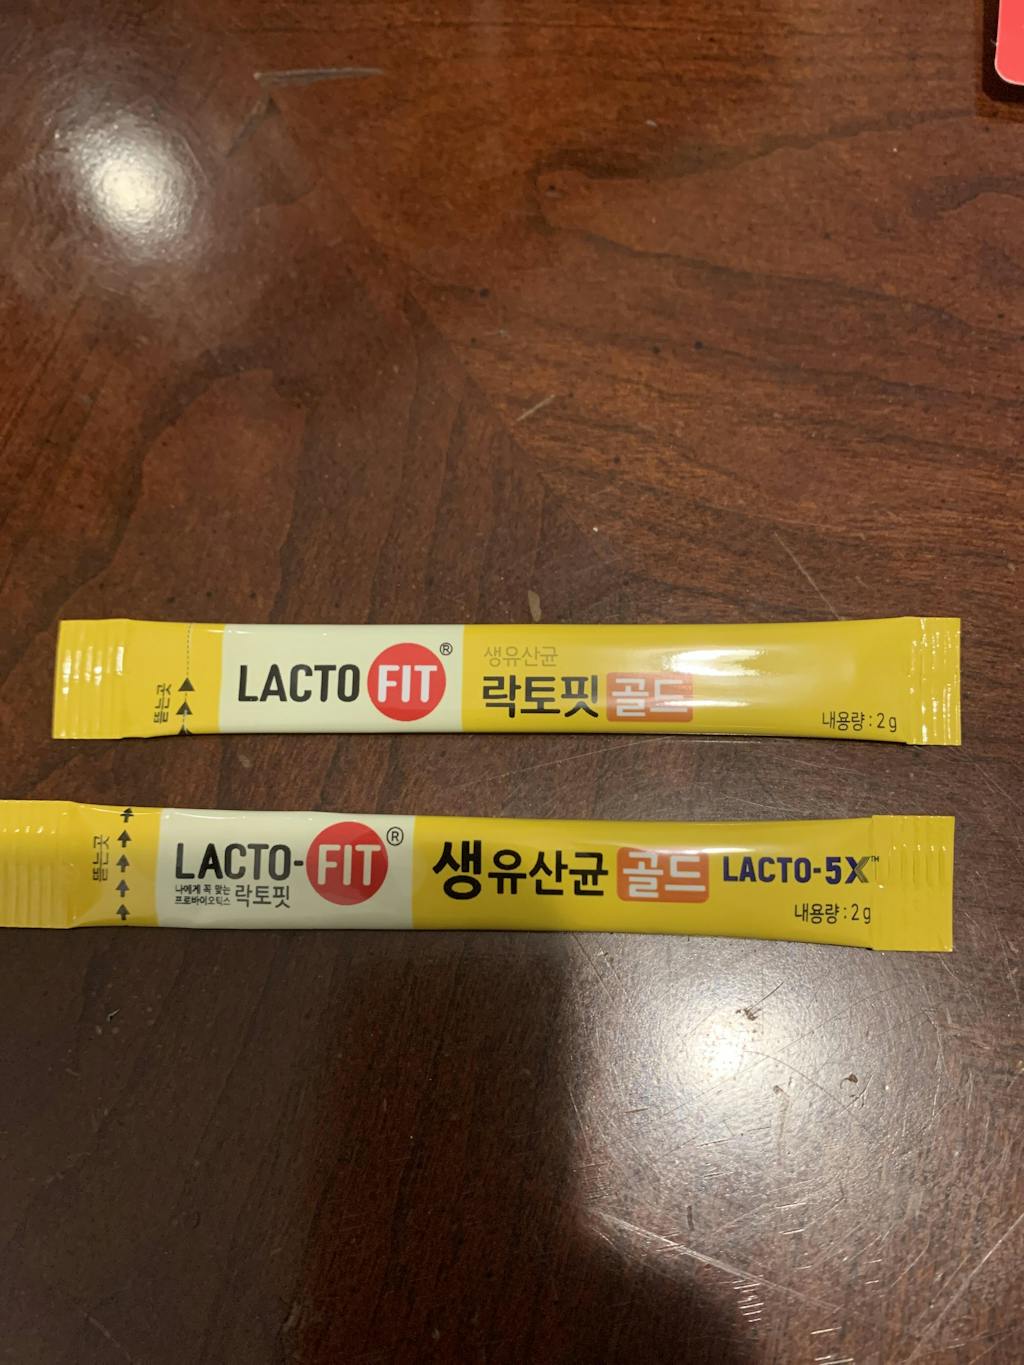 뜯는곳
LACTO FIT®
생유산균
락토핏 골드
내용량 : 2 g
뜯는곳
LACTO-FIT®
나에게 꼭 맞는
프로바이오틱스 락토핏
생유산균 골드 LACTO-5X™
내용량 : 2 g